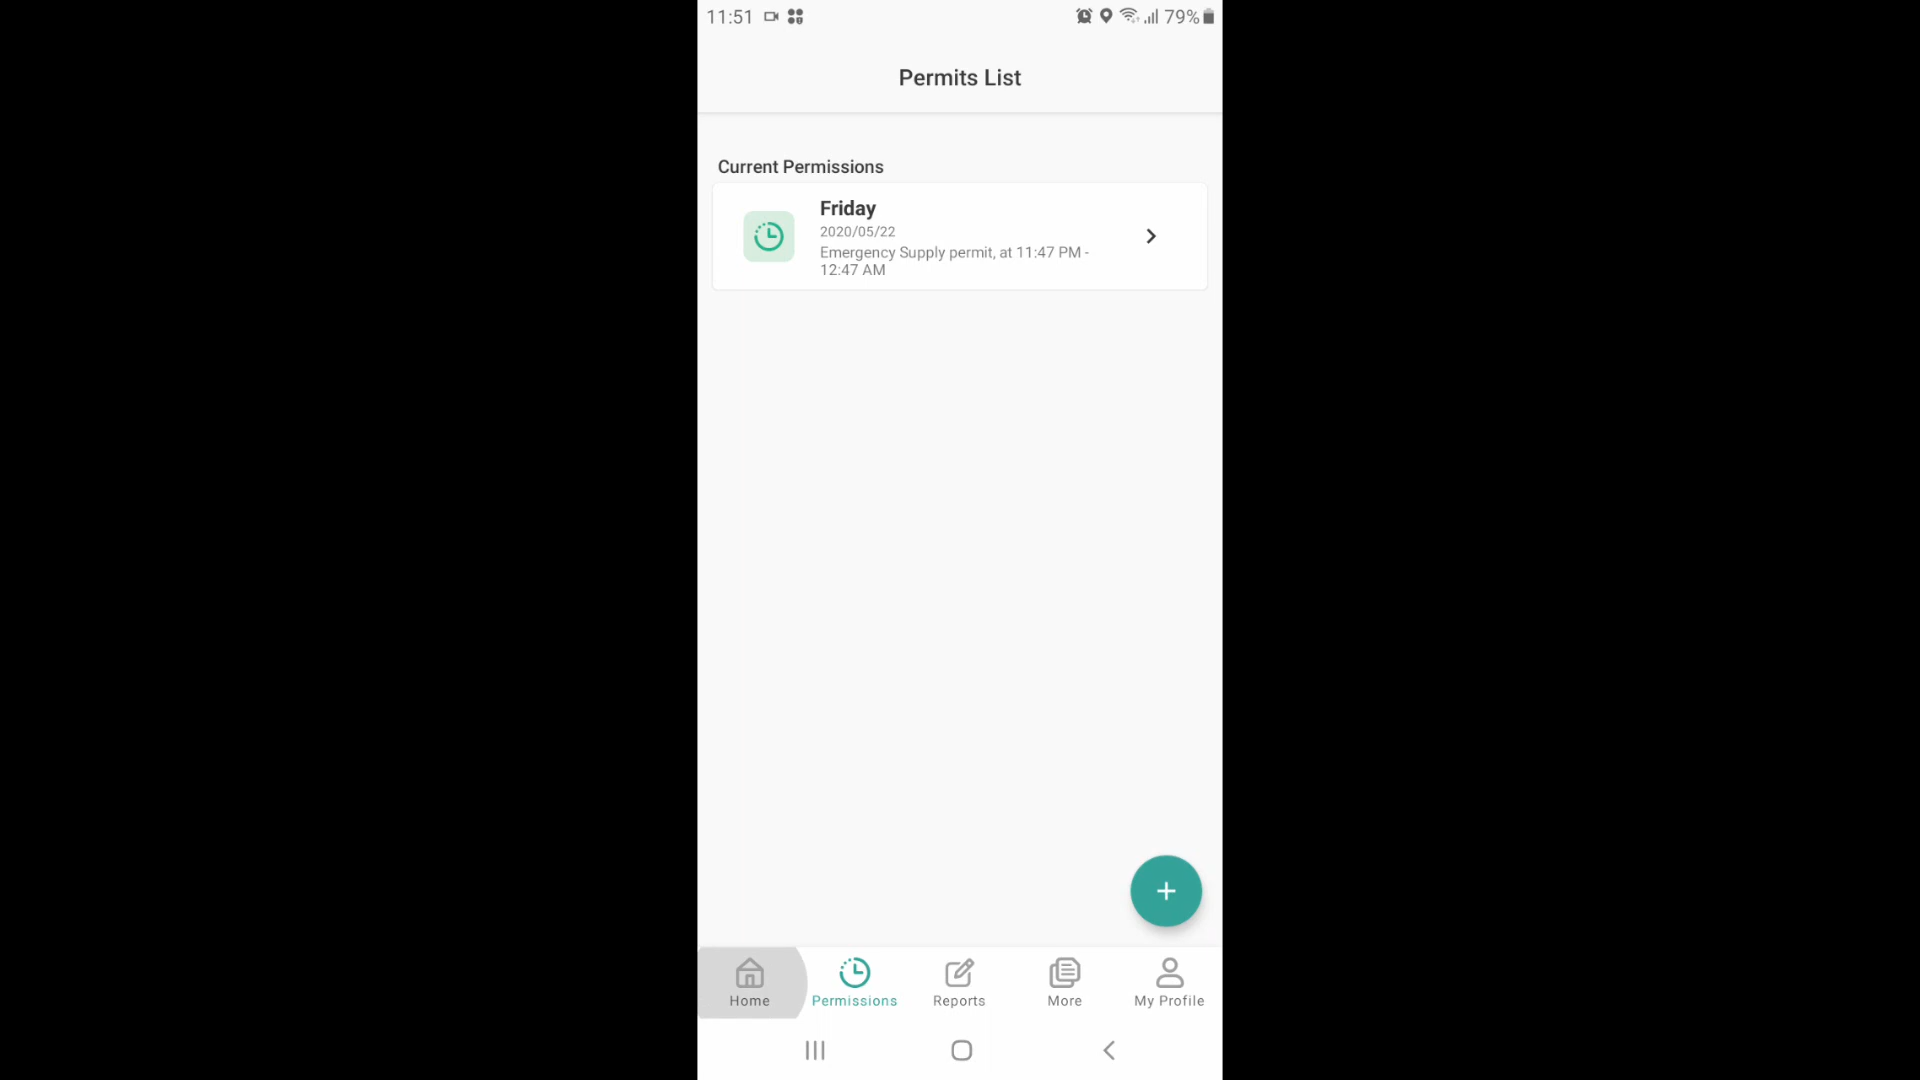 11:51
79%
Permits List
Current Permissions
Friday
2020/05/22
Emergency Supply permit, at 11:47 PM -
12:47 AM
Home
Permissions
Reports
More
My Profile